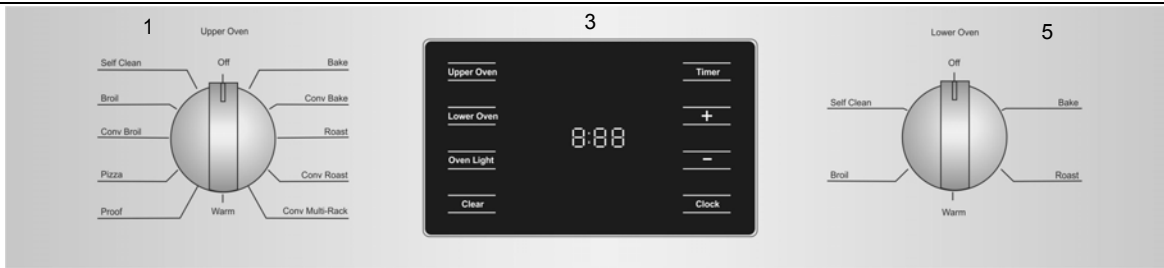 1
Upper Oven
Off
Self Clean
Bake
Broil
Conv Bake
Conv Broil
Roast
Pizza
Conv Roast
Proof
Warm
Conv Multi-Rack
3
Upper Oven
Timer
Lower Oven
+
8:88
Oven Light
-
Clear
Clock
Lower Oven
5
Off
Self Clean
Bake
Broil
Roast
Warm